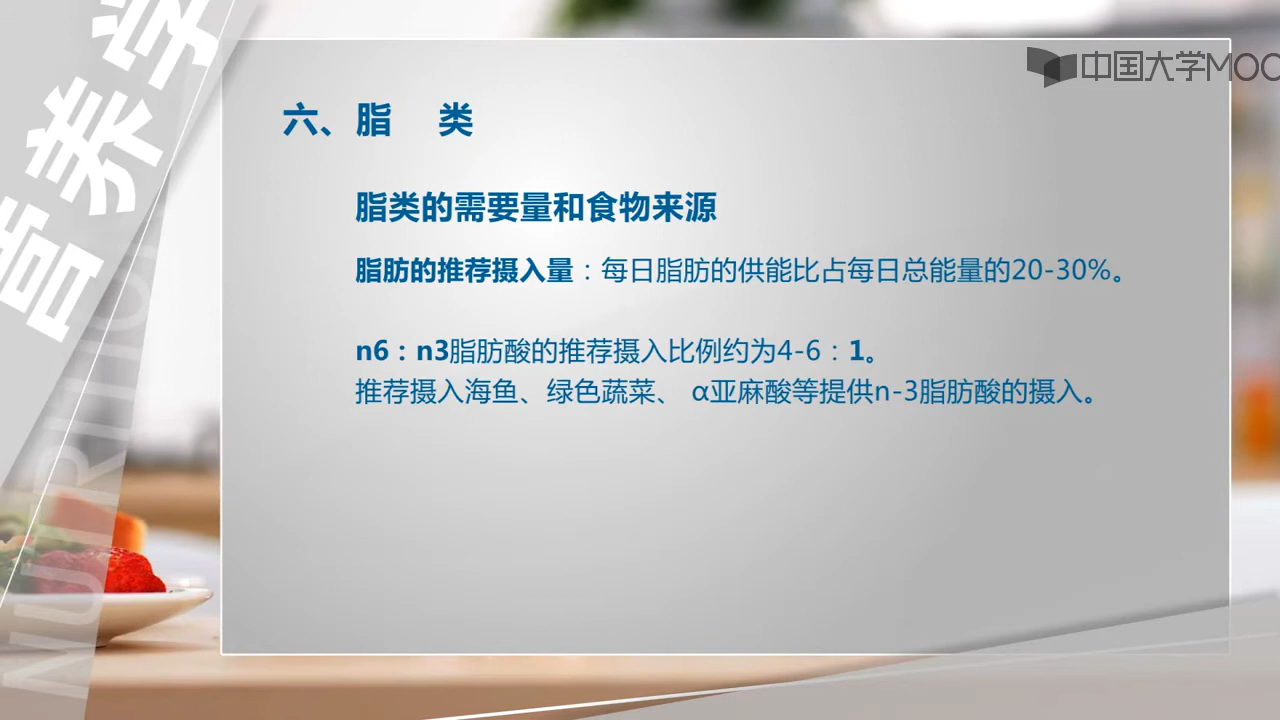 营养学
NUTRITION
中国大学MOO
六、脂 类
脂类的需要量和食物来源
脂肪的推荐摄入量：每日脂肪的供能比占每日总能量的20-30%。
n6：n3脂肪酸的推荐摄入比例约为4-6：1。
推荐摄入海鱼、绿色蔬菜、 α亚麻酸等提供n-3脂肪酸的摄入。